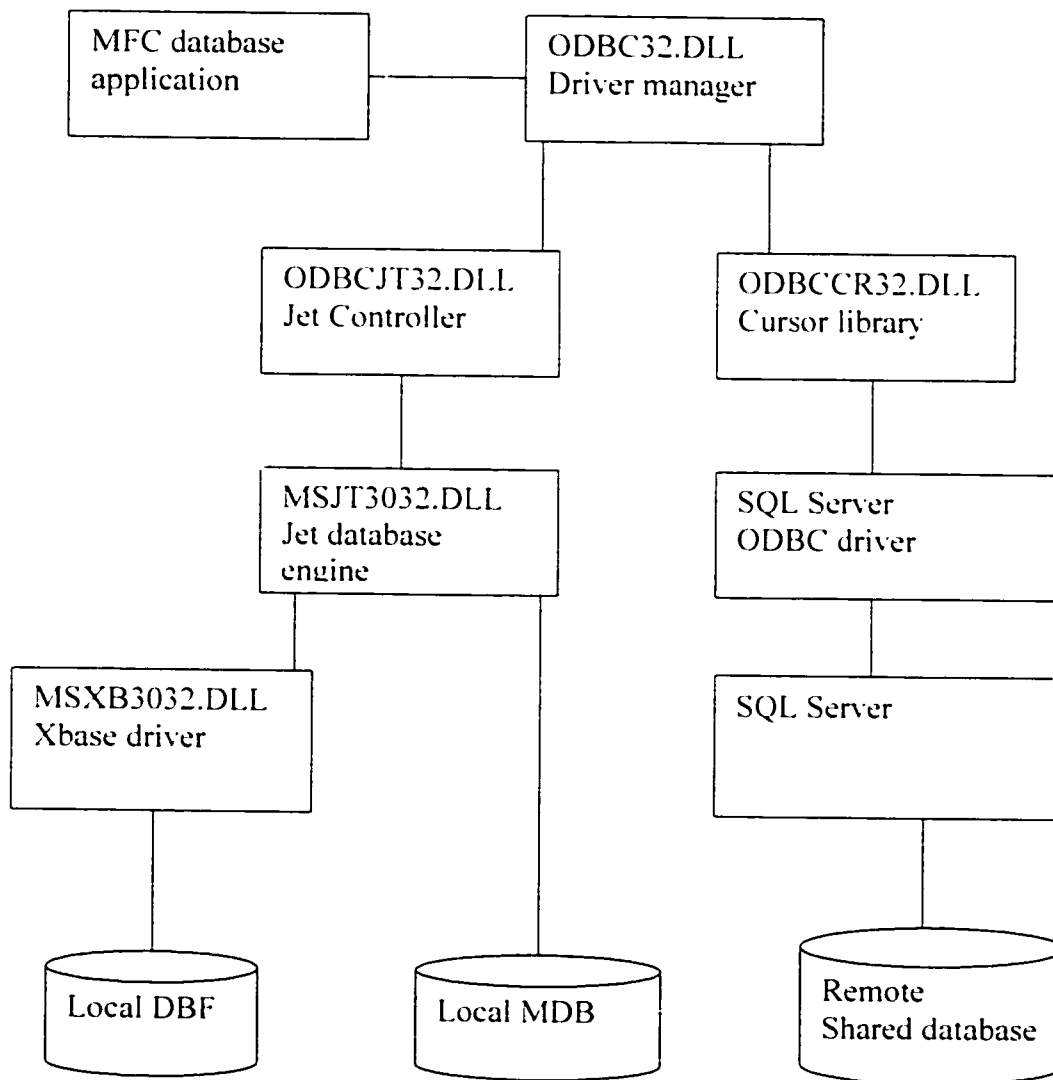 MFC database
application
ODBC32.DLL
Driver manager
ODBCJT32.DLL
Jet Controller
ODBCCR32.DLL
Cursor library
MSJT3032.DLL
Jet database
engine
SQL Server
ODBC driver
MSXB3032.DLL
Xbase driver
SQL Server
Local DBF
Local MDB
Remote
Shared database